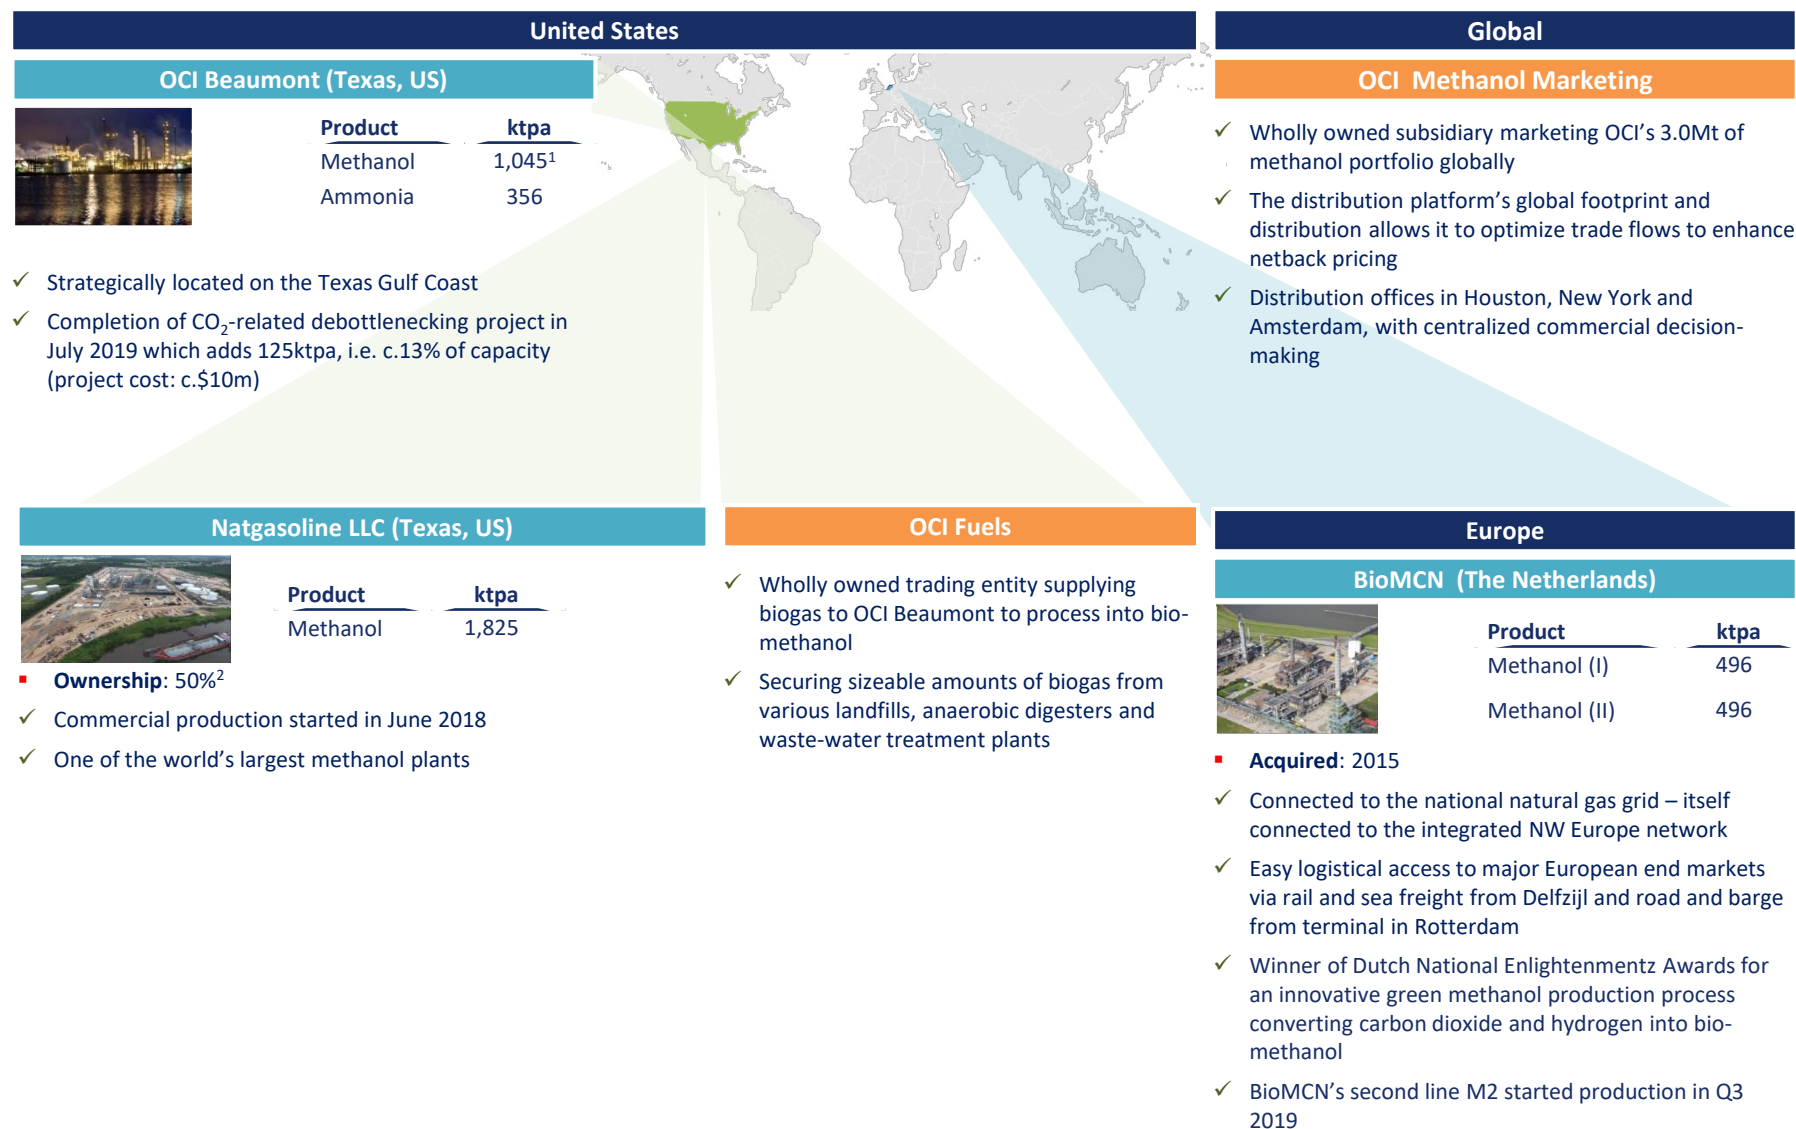 United States
OCI Beaumont (Texas, US)
Product ktpa
Methanol 1,045¹
Ammonia 356
✓ Strategically located on the Texas Gulf Coast
✓ Completion of CO₂-related debottlenecking project in
July 2019 which adds 125ktpa, i.e. c.13% of capacity
(project cost: c.$10m)
Global
OCI Methanol Marketing
✓ Wholly owned subsidiary marketing OCI’s 3.0Mt of
methanol portfolio globally
✓ The distribution platform’s global footprint and
distribution allows it to optimize trade flows to enhance
netback pricing
✓ Distribution offices in Houston, New York and
Amsterdam, with centralized commercial decision-
making
Natgasoline LLC (Texas, US)
Product ktpa
Methanol 1,825
▪ Ownership: 50%²
✓ Commercial production started in June 2018
✓ One of the world’s largest methanol plants
OCI Fuels
✓ Wholly owned trading entity supplying
biogas to OCI Beaumont to process into bio-
methanol
✓ Securing sizeable amounts of biogas from
various landfills, anaerobic digesters and
waste-water treatment plants
Europe
BioMCN (The Netherlands)
Product ktpa
Methanol (I) 496
Methanol (II) 496
▪ Acquired: 2015
✓ Connected to the national natural gas grid – itself
connected to the integrated NW Europe network
✓ Easy logistical access to major European end markets
via rail and sea freight from Delfzijl and road and barge
from terminal in Rotterdam
✓ Winner of Dutch National Enlightenmentz Awards for
an innovative green methanol production process
converting carbon dioxide and hydrogen into bio-
methanol
✓ BioMCN’s second line M2 started production in Q3
2019